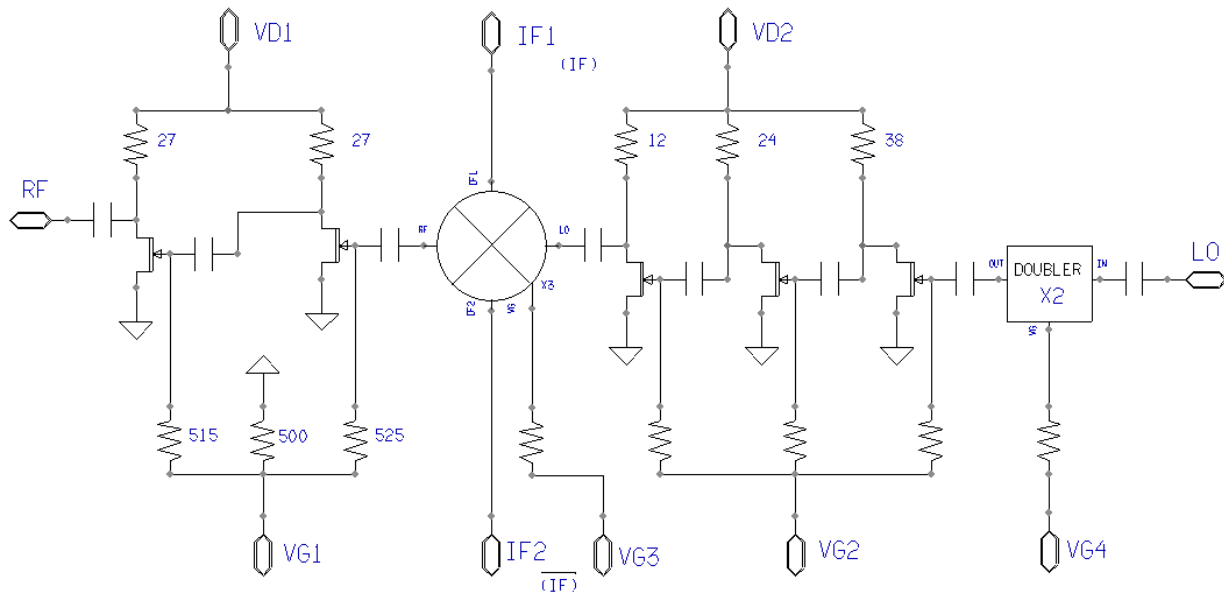 VD1
IF1
(IF)
VD2
27
27
12
24
38
IF1
RF
RF
LO
OUT
DOUBLER
X2
IN
LO
X3
IF2
VG
VG
515
500
525
VG1
IF2
(IF)
VG3
VG2
VG4